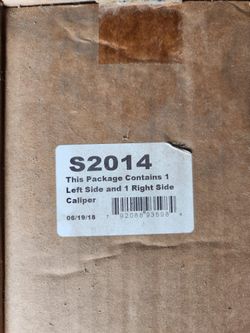 S2014
This Package Contains 1
Left Side and 1 Right Side
Caliper
06/19/18